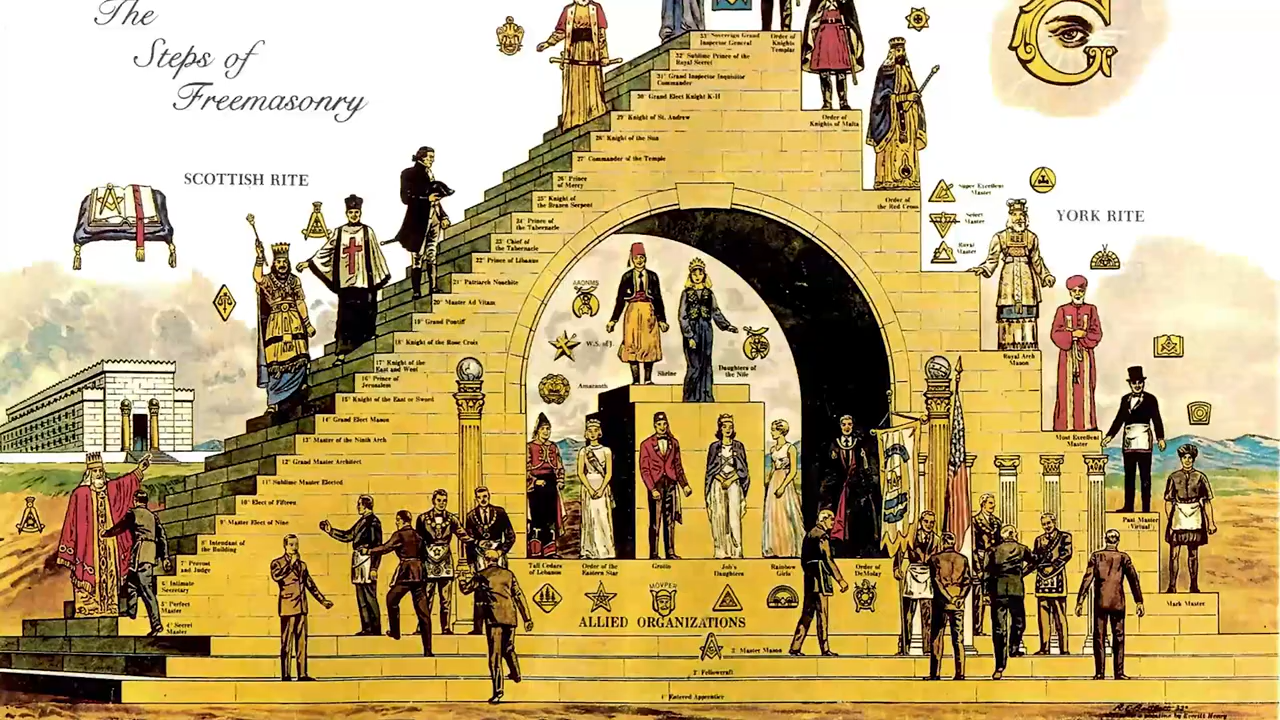 The
Steps of
Freemasonry
33° Sovereign Grand
Inspector General
Order of
Knights
Templar
32° Sublime Prince of the
Royal Secret
31° Grand Inspector Inquisitor
Commander
30° Grand Elect Knight K-H
29° Knight of St. Andrew
Order of
Knights of Malta
28° Knight of the Sun
27° Commander of the Temple
26° Prince
of Mercy
25° Knight of
the Brazen Serpent
24° Prince of
the Tabernacle
23° Chief of
the Tabernacle
22° Prince of Libanus
21° Patriarch Noachite
20° Master Ad Vitam
19° Grand Pontiff
18° Knight of the Rose Croix
17° Knight of the
East and West
16° Prince of
Jerusalem
15° Knight of the East or Sword
14° Grand Elect Mason
13° Master of the Ninth Arch
12° Grand Master Architect
11° Sublime Master Elected
10° Elect of Fifteen
9° Master Elect of Nine
8° Intendant of
the Building
7° Provost
and Judge
6° Intimate
Secretary
5° Perfect
Master
4° Secret
Master
SCOTTISH RITE
G
Order of
the Red Cross
Super Excellent
Master
Select
Master
Royal
Master
YORK RITE
Royal Arch
Mason
Most Excellent
Master
Past Master
(Virtual)
Mark Master
AAONMS
W.S. of J.
Amaranth
Shrine
Daughters of
the Nile
Tall Cedars
of Lebanon
Order of the
Eastern Star
Grotto
Job's
Daughters
Rainbow
Girls
Order of
DeMolay
MOVPER
ALLIED ORGANIZATIONS
G
3° Master Mason
2° Fellowcraft
1° Entered Apprentice
a painting by Everett Henry